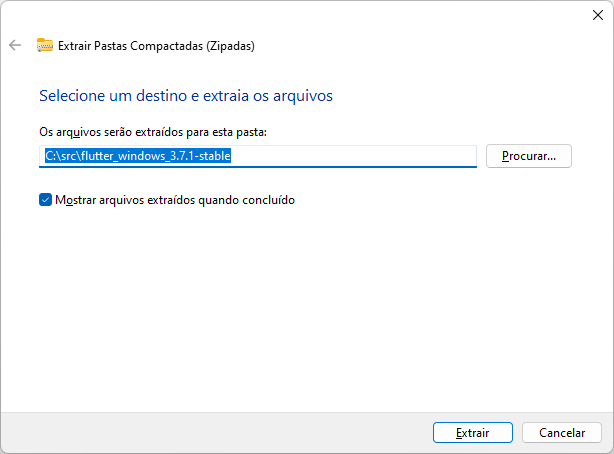 Extrair Pastas Compactadas (Zipadas)
Selecione um destino e extraia os arquivos
Os arquivos serão extraídos para esta pasta:
C:\src\flutter_windows_3.7.1-stable
Procurar...
Mostrar arquivos extraídos quando concluído
Extrair
Cancelar